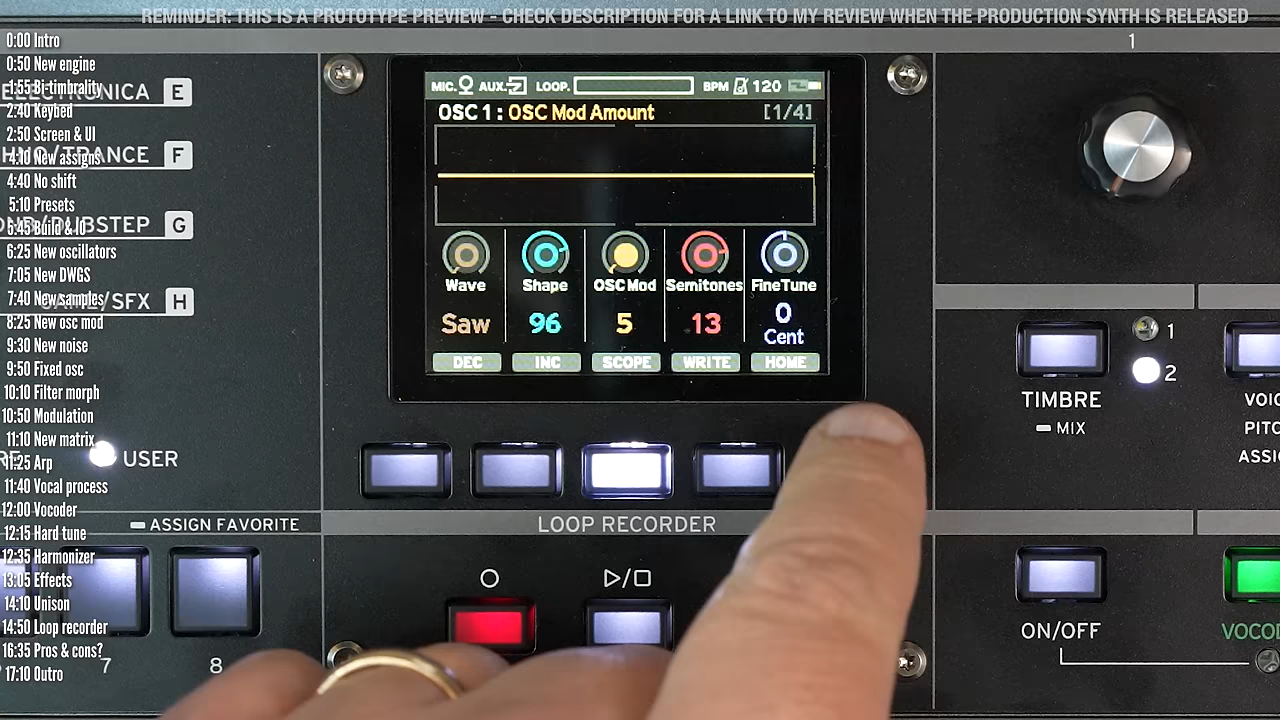 REMINDER: THIS IS A PROTOTYPE PREVIEW - CHECK DESCRIPTION FOR A LINK TO MY REVIEW WHEN THE PRODUCTION SYNTH IS RELEASED
0:00 Intro
0:50 New engine
1:55 Bi-timbrality
2:40 Keybed
2:50 Screen & UI
4:10 New assigns
4:40 No shift
5:10 Presets
5:45 Build & IO
6:25 New oscillators
7:05 New DWGS
7:40 New samples
8:25 New osc mod
9:30 New noise
9:50 Fixed osc
10:10 Filter morph
10:50 Modulation
11:10 New matrix
11:25 Arp
11:40 Vocal process
12:00 Vocoder
12:15 Hard tune
12:35 Harmonizer
13:05 Effects
14:10 Unison
14:50 Loop recorder
16:35 Pros & cons?
17:10 Outro
E
/TRANCE F
/DUBSTEP G
/SFX H
USER
ASSIGN FAVORITE
7 8
MIC. AUX. LOOP. BPM 120
OSC 1 : OSC Mod Amount [1/4]
Wave Shape OSC Mod Semitones FineTune
Saw 96 5 13 0
Cent
DEC INC SCOPE WRITE HOME
LOOP RECORDER
1
1
2
TIMBRE
MIX
ON/OFF